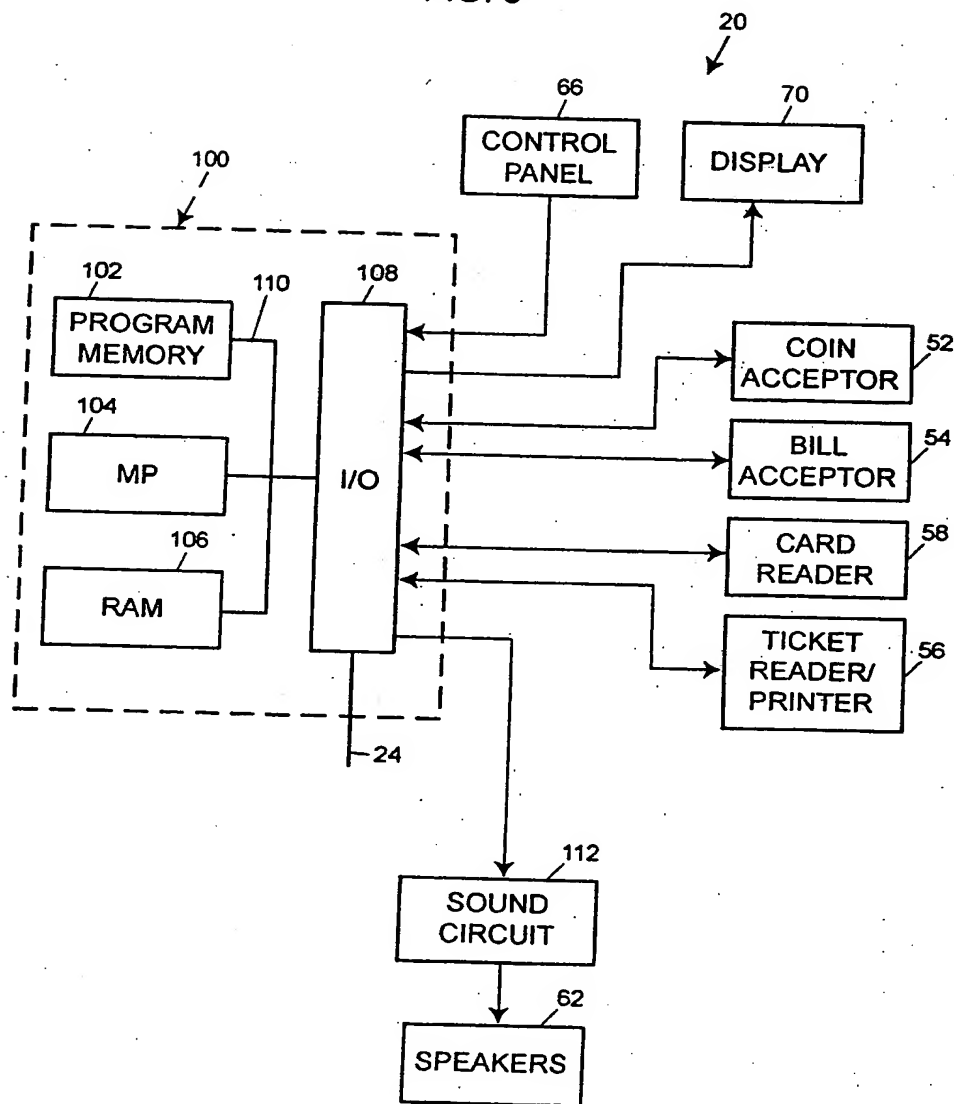 20
66
70
CONTROL
PANEL
DISPLAY
100
102
110
108
PROGRAM
MEMORY
COIN
ACCEPTOR
52
104
MP
I/O
BILL
ACCEPTOR
54
106
RAM
CARD
READER
58
TICKET
READER/
PRINTER
56
24
112
SOUND
CIRCUIT
62
SPEAKERS